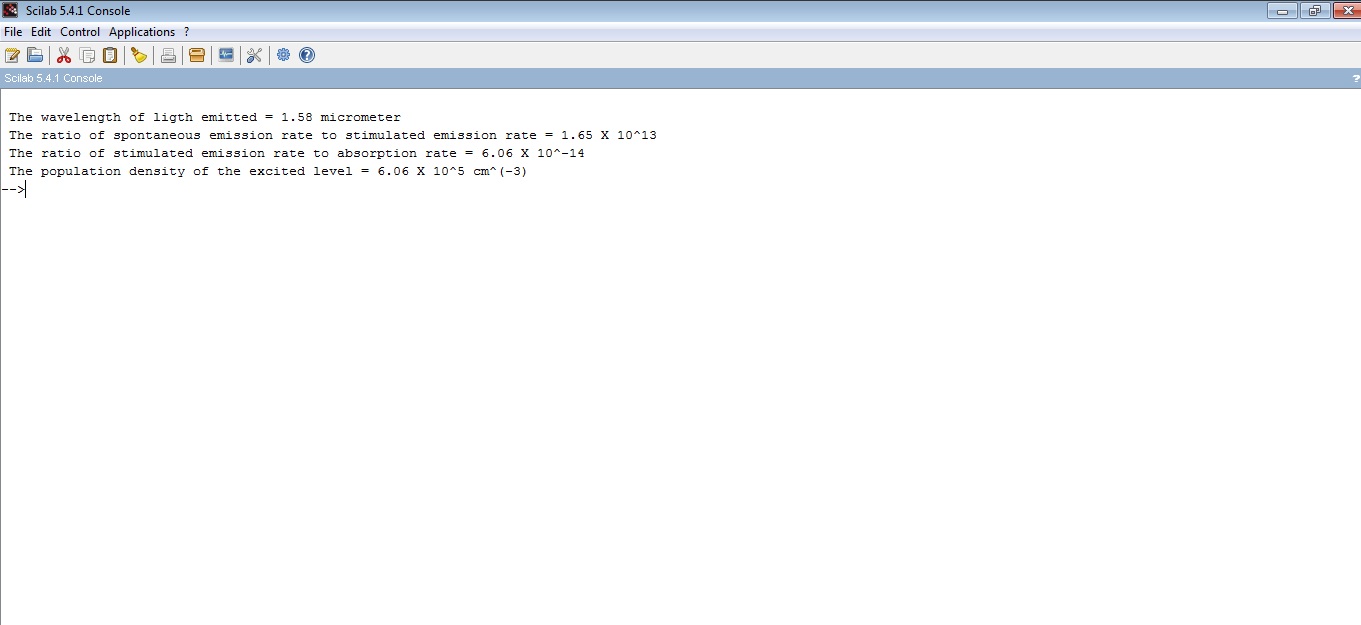 Scilab 5.4.1 Console
File Edit Control Applications ?
Scilab 5.4.1 Console ?
The wavelength of ligth emitted = 1.58 micrometer
The ratio of spontaneous emission rate to stimulated emission rate = 1.65 X 10^13
The ratio of stimulated emission rate to absorption rate = 6.06 X 10^-14
The population density of the excited level = 6.06 X 10^5 cm^(-3)
-->